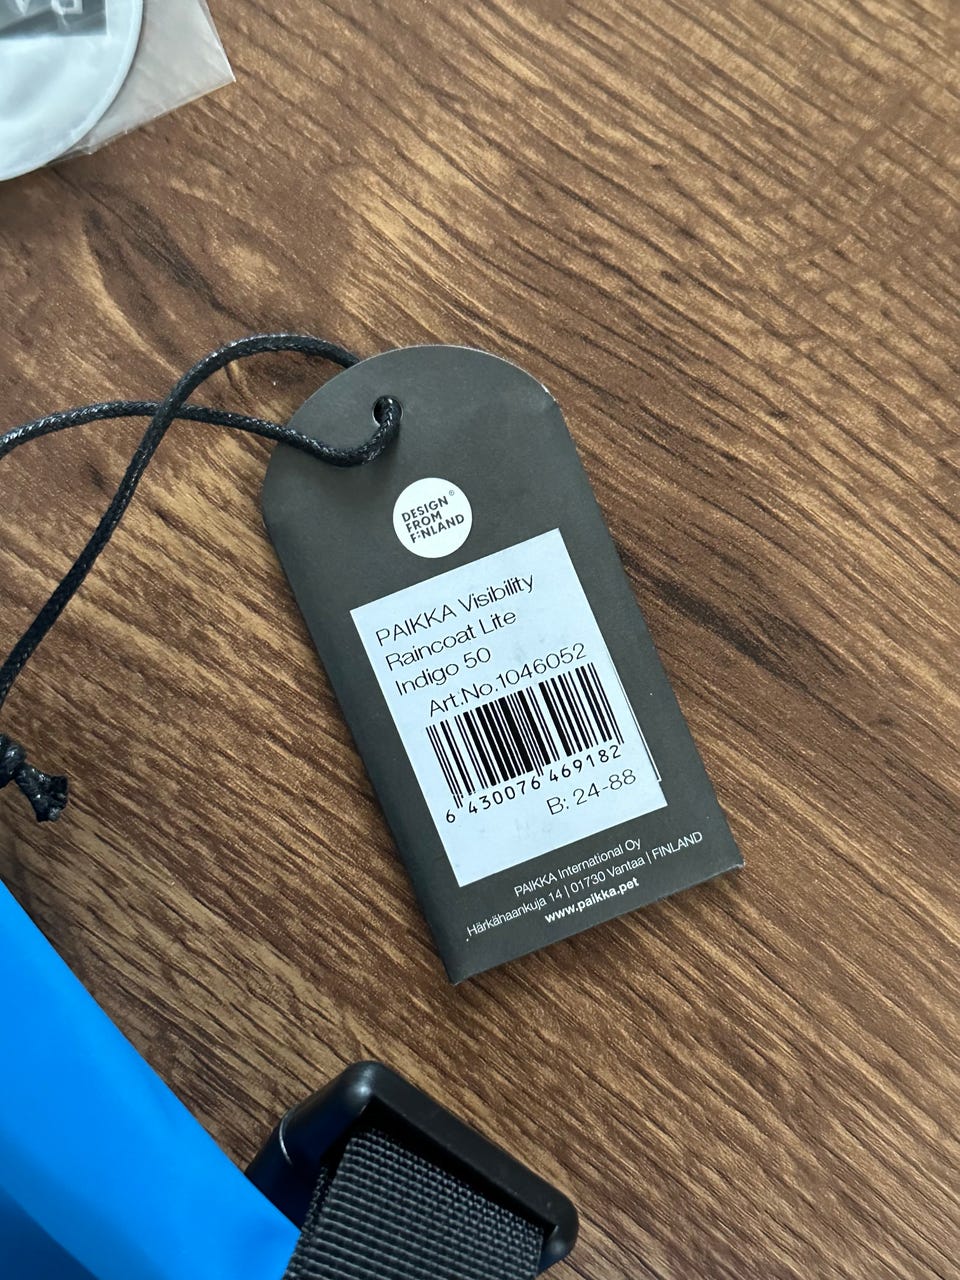 DESIGN®
FROM
FINLAND
PAIKKA Visibility
Raincoat Lite
Indigo 50
Art.No.1046052
6 430076 469182
B: 24-88
PAIKKA International Oy
Härkähaankuja 14 | 01730 Vantaa | FINLAND
www.paikka.pet